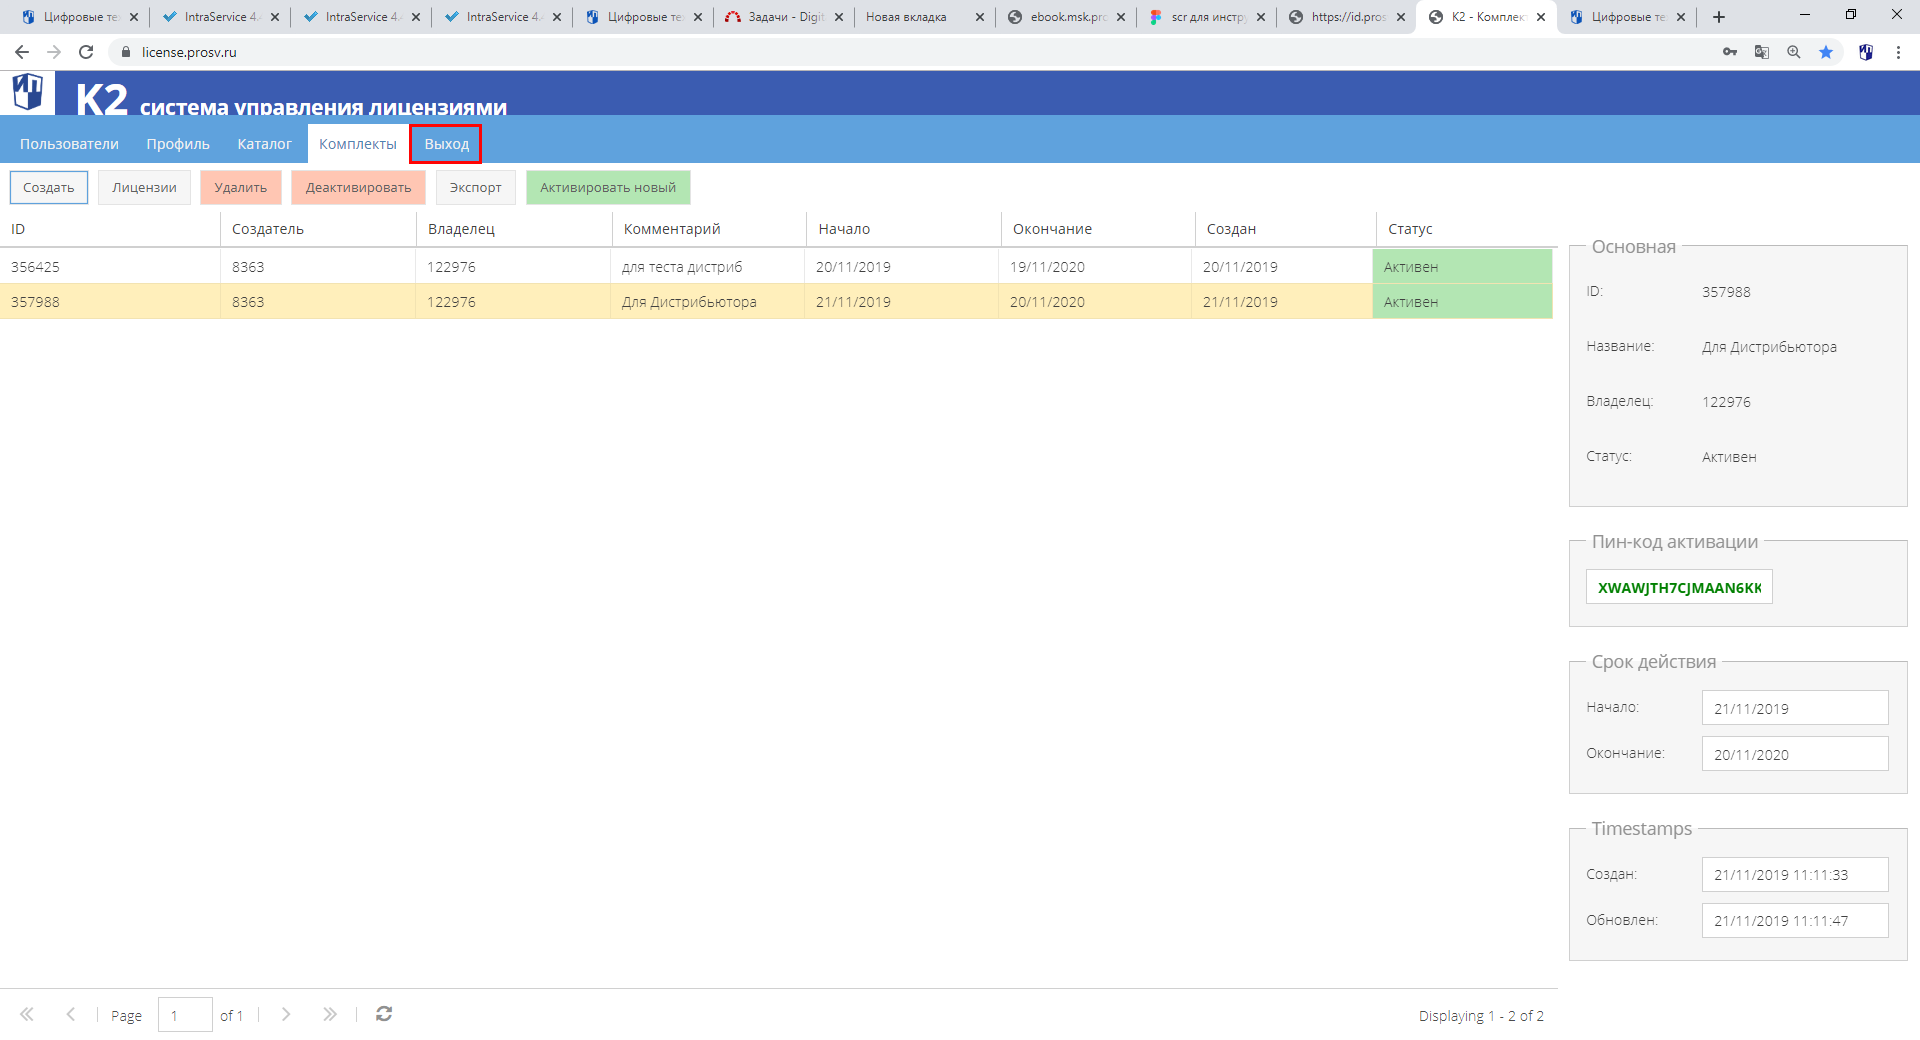 Цифровые те
IntraService 4.
IntraService 4.
IntraService 4.
Цифровые те
Задачи - Digit
Новая вкладка
ebook.msk.pro
scr для инстру
https://id.pros
К2 - Комплек
Цифровые те
license.prosv.ru
К2 система управления лицензиями
Пользователи Профиль Каталог Комплекты Выход
Создать Лицензии Удалить Деактивировать Экспорт Активировать новый
ID Создатель Владелец Комментарий Начало Окончание Создан Статус
356425 8363 122976 для теста дистриб 20/11/2019 19/11/2020 20/11/2019 Активен
357988 8363 122976 Для Дистрибьютора 21/11/2019 20/11/2020 21/11/2019 Активен
Основная
ID: 357988
Название: Для Дистрибьютора
Владелец: 122976
Статус: Активен
Пин-код активации
XWAWJTH7CJMAAN6KK
Срок действия
Начало: 21/11/2019
Окончание: 20/11/2020
Timestamps
Создан: 21/11/2019 11:11:33
Обновлен: 21/11/2019 11:11:47
Page 1 of 1
Displaying 1 - 2 of 2